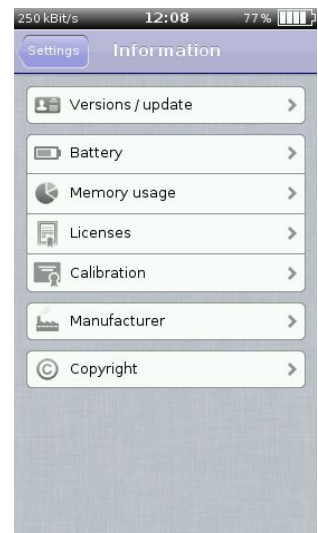 250 kBit/s 12:08 77%
Settings Information
Versions / update
Battery
Memory usage
Licenses
Calibration
Manufacturer
© Copyright